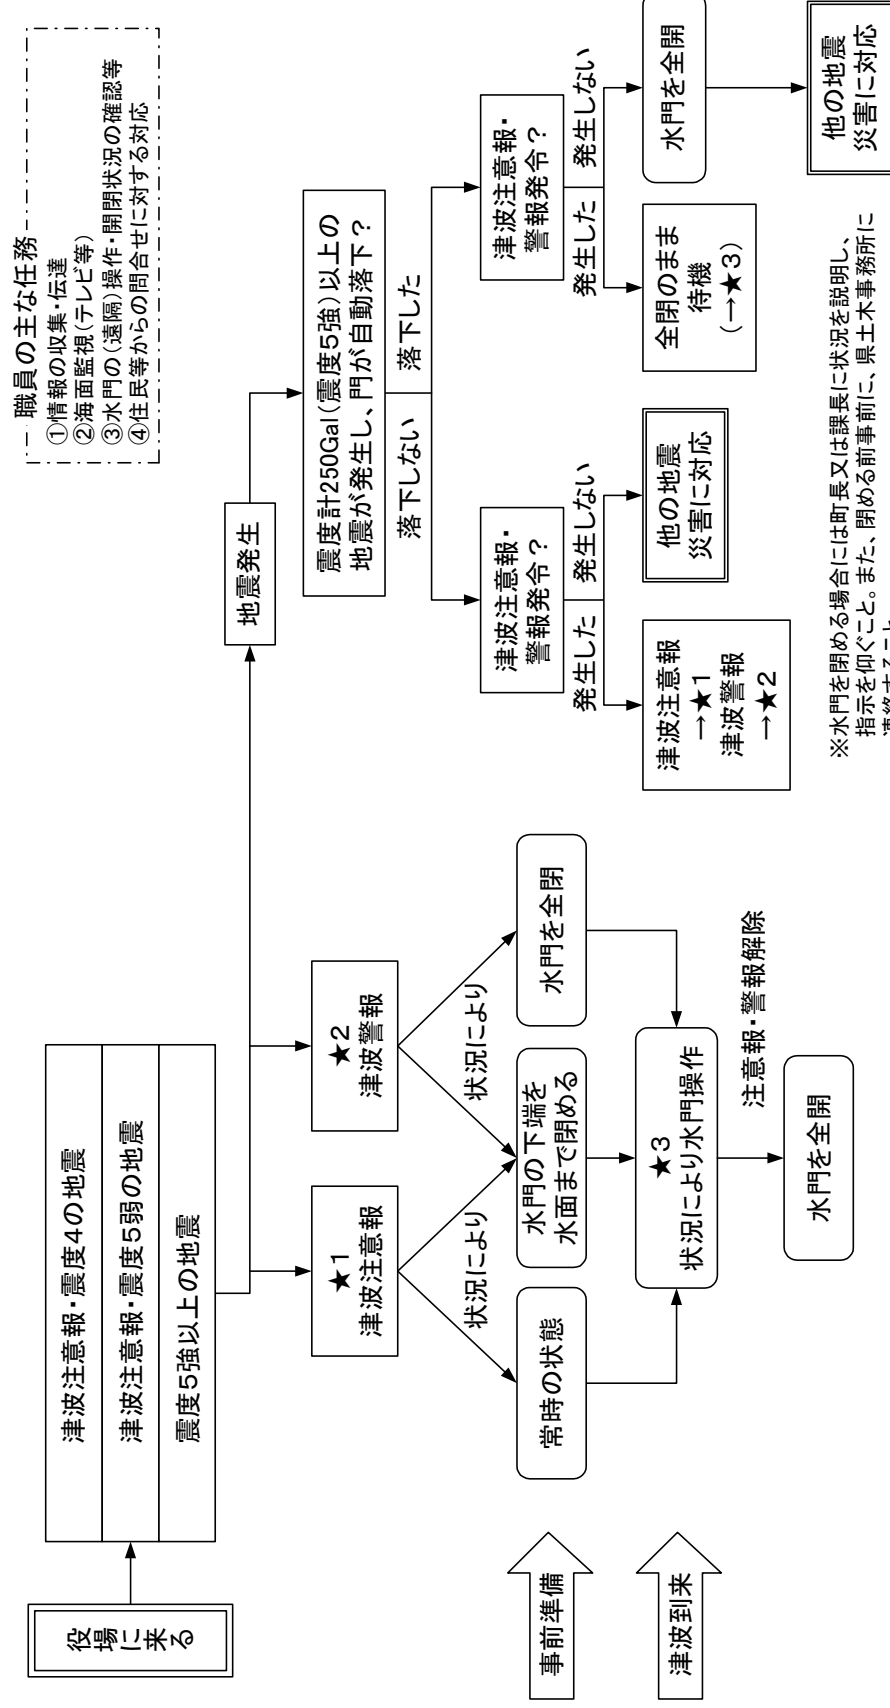 職員の主な任務
①情報の収集・伝達
②海面監視(テレビ等)
③水門の(遠隔)操作・開閉状況の確認等
④住民等からの問合せに対する対応
役場に来る
津波注意報・震度4の地震
津波注意報・震度5弱の地震
震度5強以上の地震
地震発生
★1
津波注意報
★2
津波警報
震度計250Gal(震度5強)以上の
地震が発生し、門が自動落下?
状況により
状況により
落下しない
落下した
事前準備
常時の状態
水門の下端を
水面まで閉める
水門を全閉
津波注意報・
警報発令?
津波注意報・
警報発令?
発生した
発生しない
発生した
発生しない
津波到来
★3
状況により水門操作
津波注意報
→★1
津波警報
→★2
他の地震
災害に対応
全閉のまま
待機
(→★3)
水門を全開
注意報・警報解除
水門を全開
他の地震
災害に対応
※水門を閉める場合には町長又は課長に状況を説明し、
指示を仰ぐこと。また、閉める前事前に、県土木事務所に
連絡すること